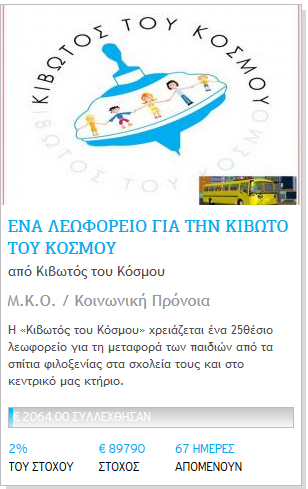 ΚΙΒΩΤΟΣ ΤΟΥ ΚΟΣΜΟΥ
ΚΙΒΩΤΟΣ ΤΟΥ ΚΟΣΜΟΥ
ΕΝΑ ΛΕΩΦΟΡΕΙΟ ΓΙΑ ΤΗΝ ΚΙΒΩΤΟ
ΤΟΥ ΚΟΣΜΟΥ
από Κιβωτός του Κόσμου
Μ.Κ.Ο. / Κοινωνική Πρόνοια
Η «Κιβωτός του Κόσμου» χρειάζεται ένα 25θέσιο
λεωφορείο για τη μεταφορά των παιδιών από τα
σπίτια φιλοξενίας στα σχολεία τους και στο
κεντρικό μας κτήριο.
€ 2064.00 ΣΥΛΛΕΧΘΗΣΑΝ
2% € 89790 67 ΗΜΕΡΕΣ
ΤΟΥ ΣΤΟΧΟΥ ΣΤΟΧΟΣ ΑΠΟΜΕΝΟΥΝ